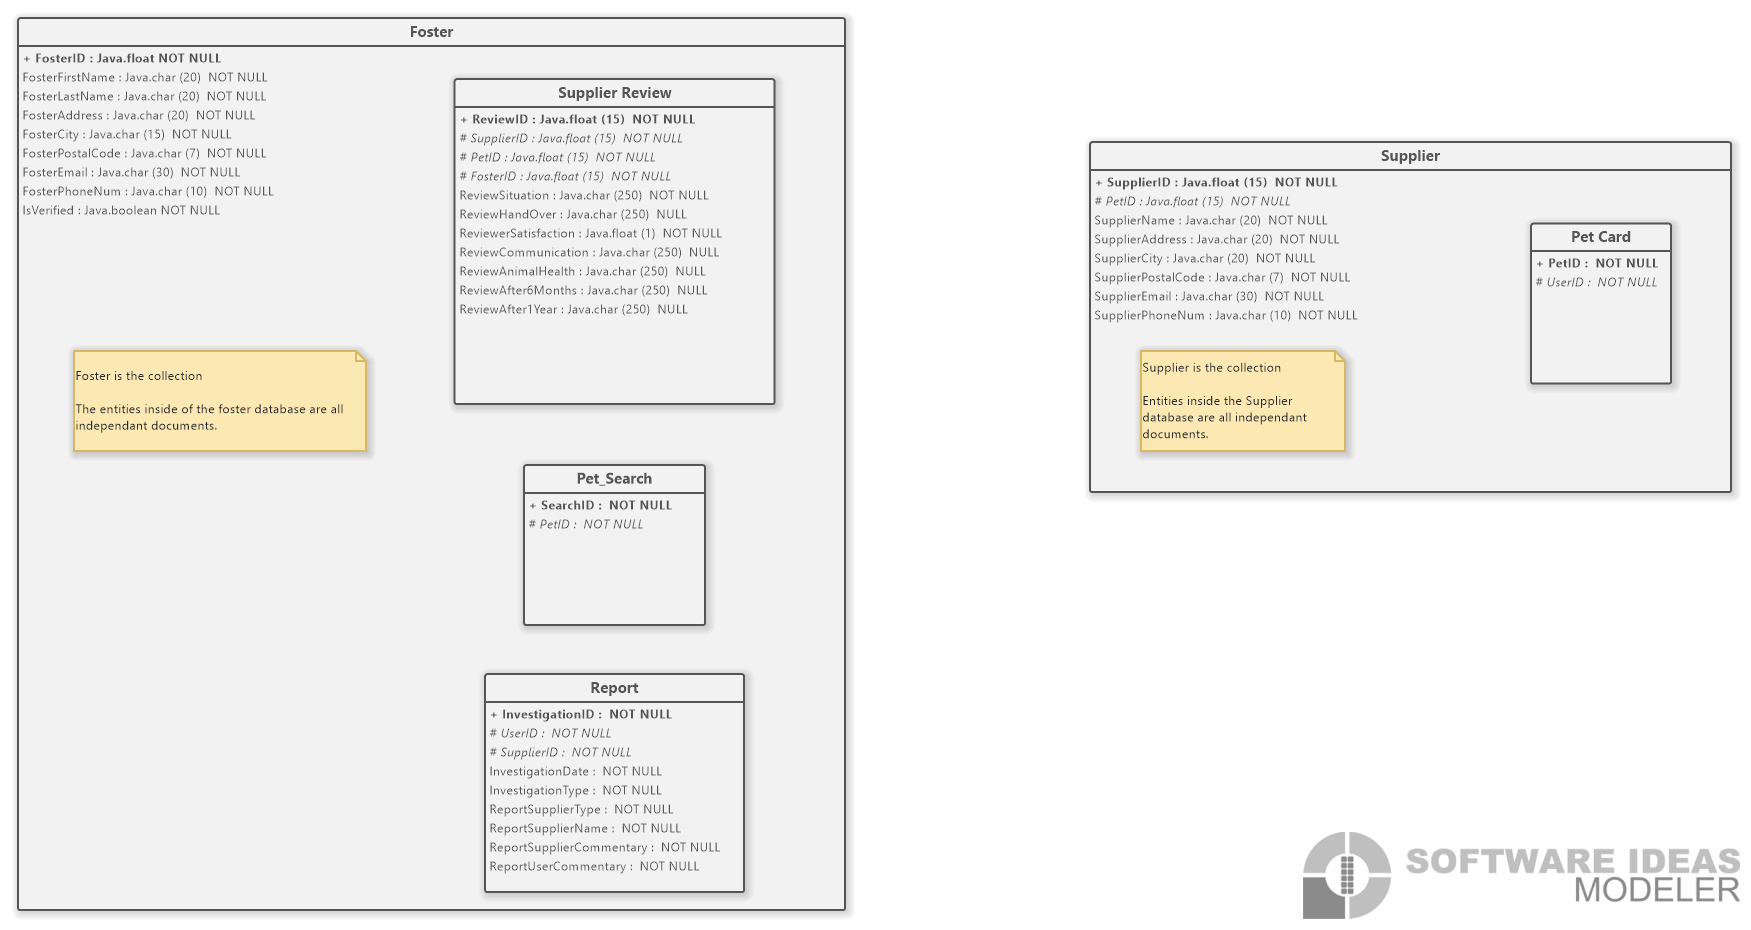 Foster
+ FosterID : Java.float NOT NULL
FosterFirstName : Java.char (20)  NOT NULL
FosterLastName : Java.char (20)  NOT NULL
FosterAddress : Java.char (20)  NOT NULL
FosterCity : Java.char (15)  NOT NULL
FosterPostalCode : Java.char (7)  NOT NULL
FosterEmail : Java.char (30)  NOT NULL
FosterPhoneNum : Java.char (10)  NOT NULL
IsVerified : Java.boolean NOT NULL
Supplier Review
+ ReviewID : Java.float (15)  NOT NULL
# SupplierID : Java.float (15)  NOT NULL
# PetID : Java.float (15)  NOT NULL
# FosterID : Java.float (15)  NOT NULL
ReviewSituation : Java.char (250)  NOT NULL
ReviewHandOver : Java.char (250)  NULL
ReviewerSatisfaction : Java.float (1)  NOT NULL
ReviewCommunication : Java.char (250)  NOT NULL
ReviewAnimalHealth : Java.char (250)  NULL
ReviewAfter6Months : Java.char (250)  NULL
ReviewAfter1Year : Java.char (250)  NULL
Foster is the collection
The entities inside of the foster database are all
independant documents.
Pet_Search
+ SearchID :  NOT NULL
# PetID :  NOT NULL
Report
+ InvestigationID :  NOT NULL
# UserID :  NOT NULL
# SupplierID :  NOT NULL
InvestigationDate :  NOT NULL
InvestigationType :  NOT NULL
ReportSupplierType :  NOT NULL
ReportSupplierName :  NOT NULL
ReportSupplierCommentary :  NOT NULL
ReportUserCommentary :  NOT NULL
Supplier
+ SupplierID : Java.float (15)  NOT NULL
# PetID : Java.float (15)  NOT NULL
SupplierName : Java.char (20)  NOT NULL
SupplierAddress : Java.char (20)  NOT NULL
SupplierCity : Java.char (20)  NOT NULL
SupplierPostalCode : Java.char (7)  NOT NULL
SupplierEmail : Java.char (30)  NOT NULL
SupplierPhoneNum : Java.char (10)  NOT NULL
Pet Card
+ PetID :  NOT NULL
# UserID :  NOT NULL
Supplier is the collection
Entities inside the Supplier
database are all independant
documents.
SOFTWARE IDEAS
MODELER